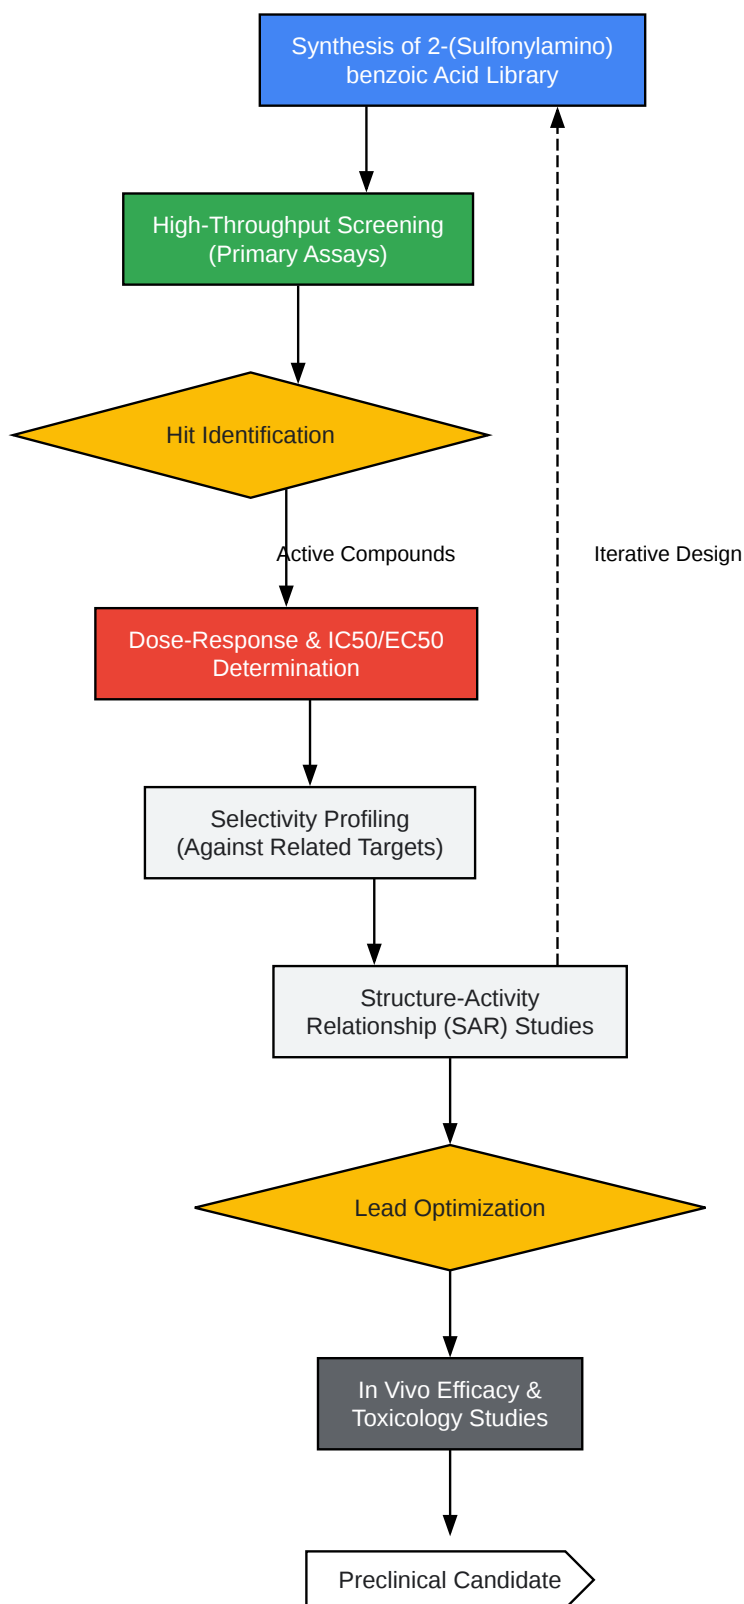 Synthesis of 2-(Sulfonylamino)
benzoic Acid Library
High-Throughput Screening
(Primary Assays)
Hit Identification
Active Compounds
Iterative Design
Dose-Response & IC50/EC50
Determination
Selectivity Profiling
(Against Related Targets)
Structure-Activity
Relationship (SAR) Studies
Lead Optimization
In Vivo Efficacy &
Toxicology Studies
Preclinical Candidate